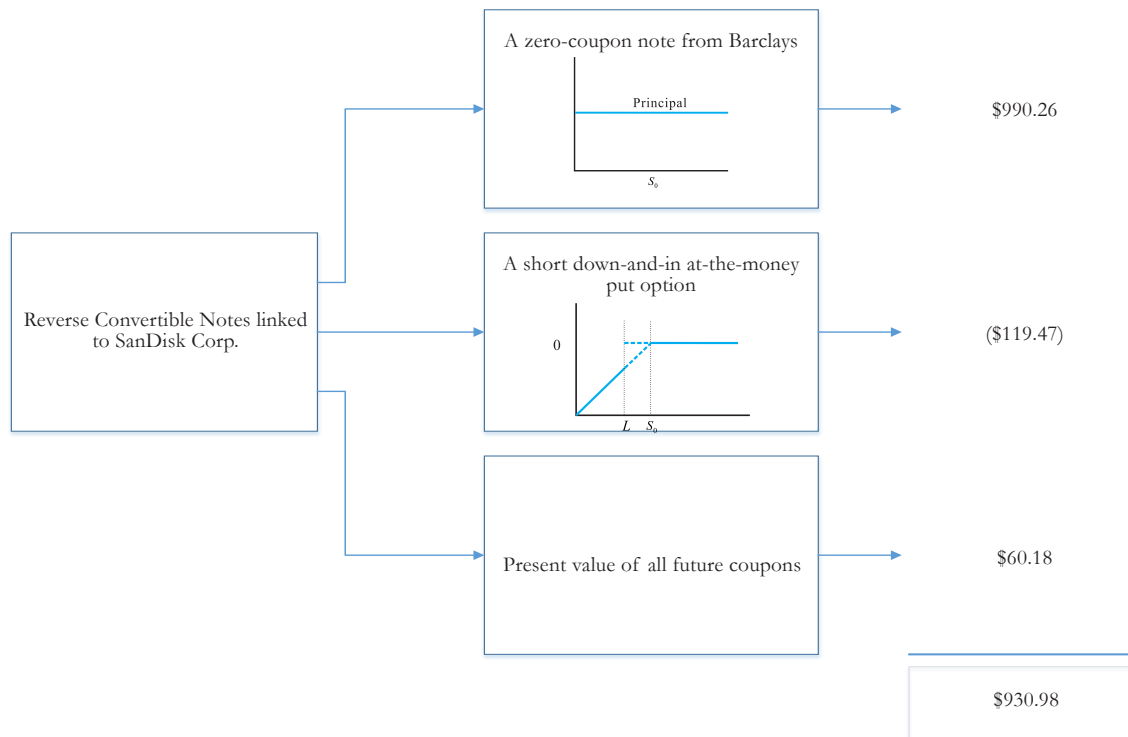 A zero-coupon note from Barclays
Principal
S₀
$990.26
Reverse Convertible Notes linked
to SanDisk Corp.
A short down-and-in at-the-money
put option
0
L S₀
($119.47)
Present value of all future coupons
$60.18
$930.98